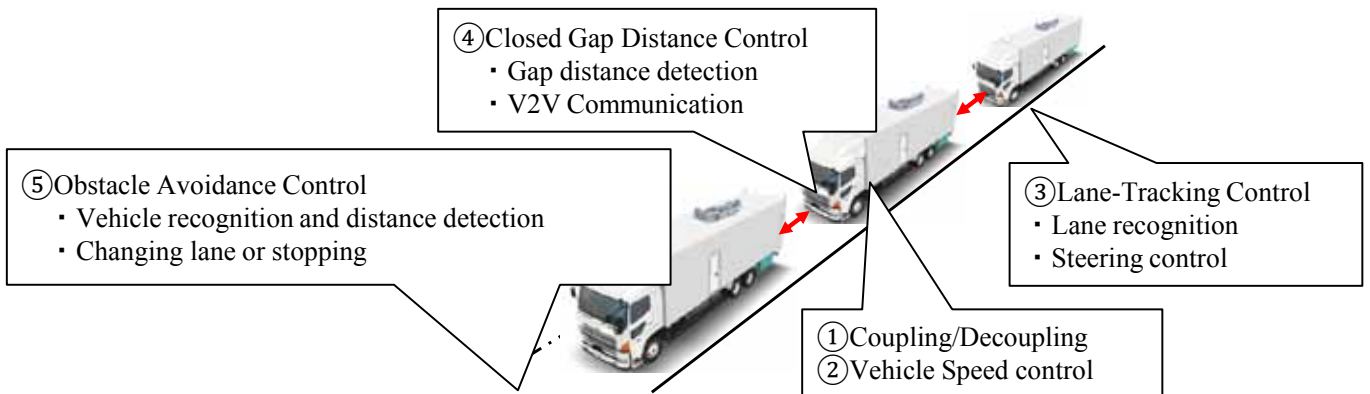 ④Closed Gap Distance Control
・Gap distance detection
・V2V Communication
⑤Obstacle Avoidance Control
・Vehicle recognition and distance detection
・Changing lane or stopping
③Lane-Tracking Control
・Lane recognition
・Steering control
①Coupling/Decoupling
②Vehicle Speed control